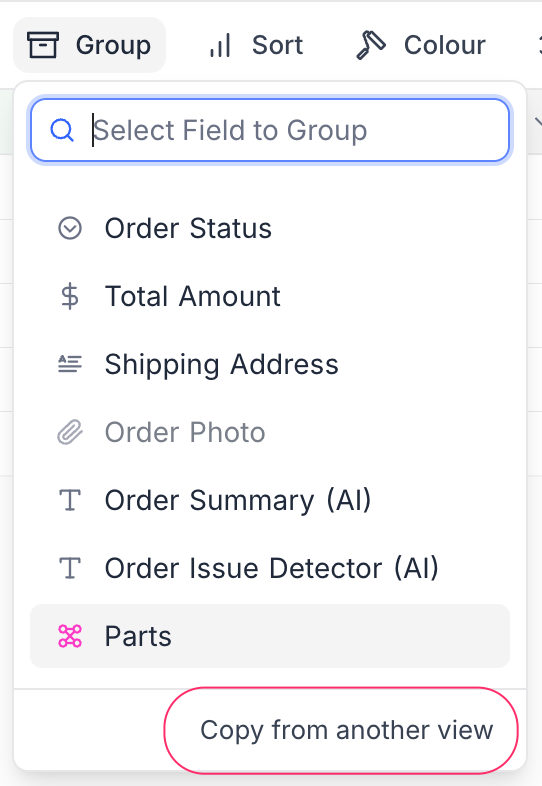 Group Sort Colour
Select Field to Group
Order Status
Total Amount
Shipping Address
Order Photo
Order Summary (AI)
Order Issue Detector (AI)
Parts
Copy from another view